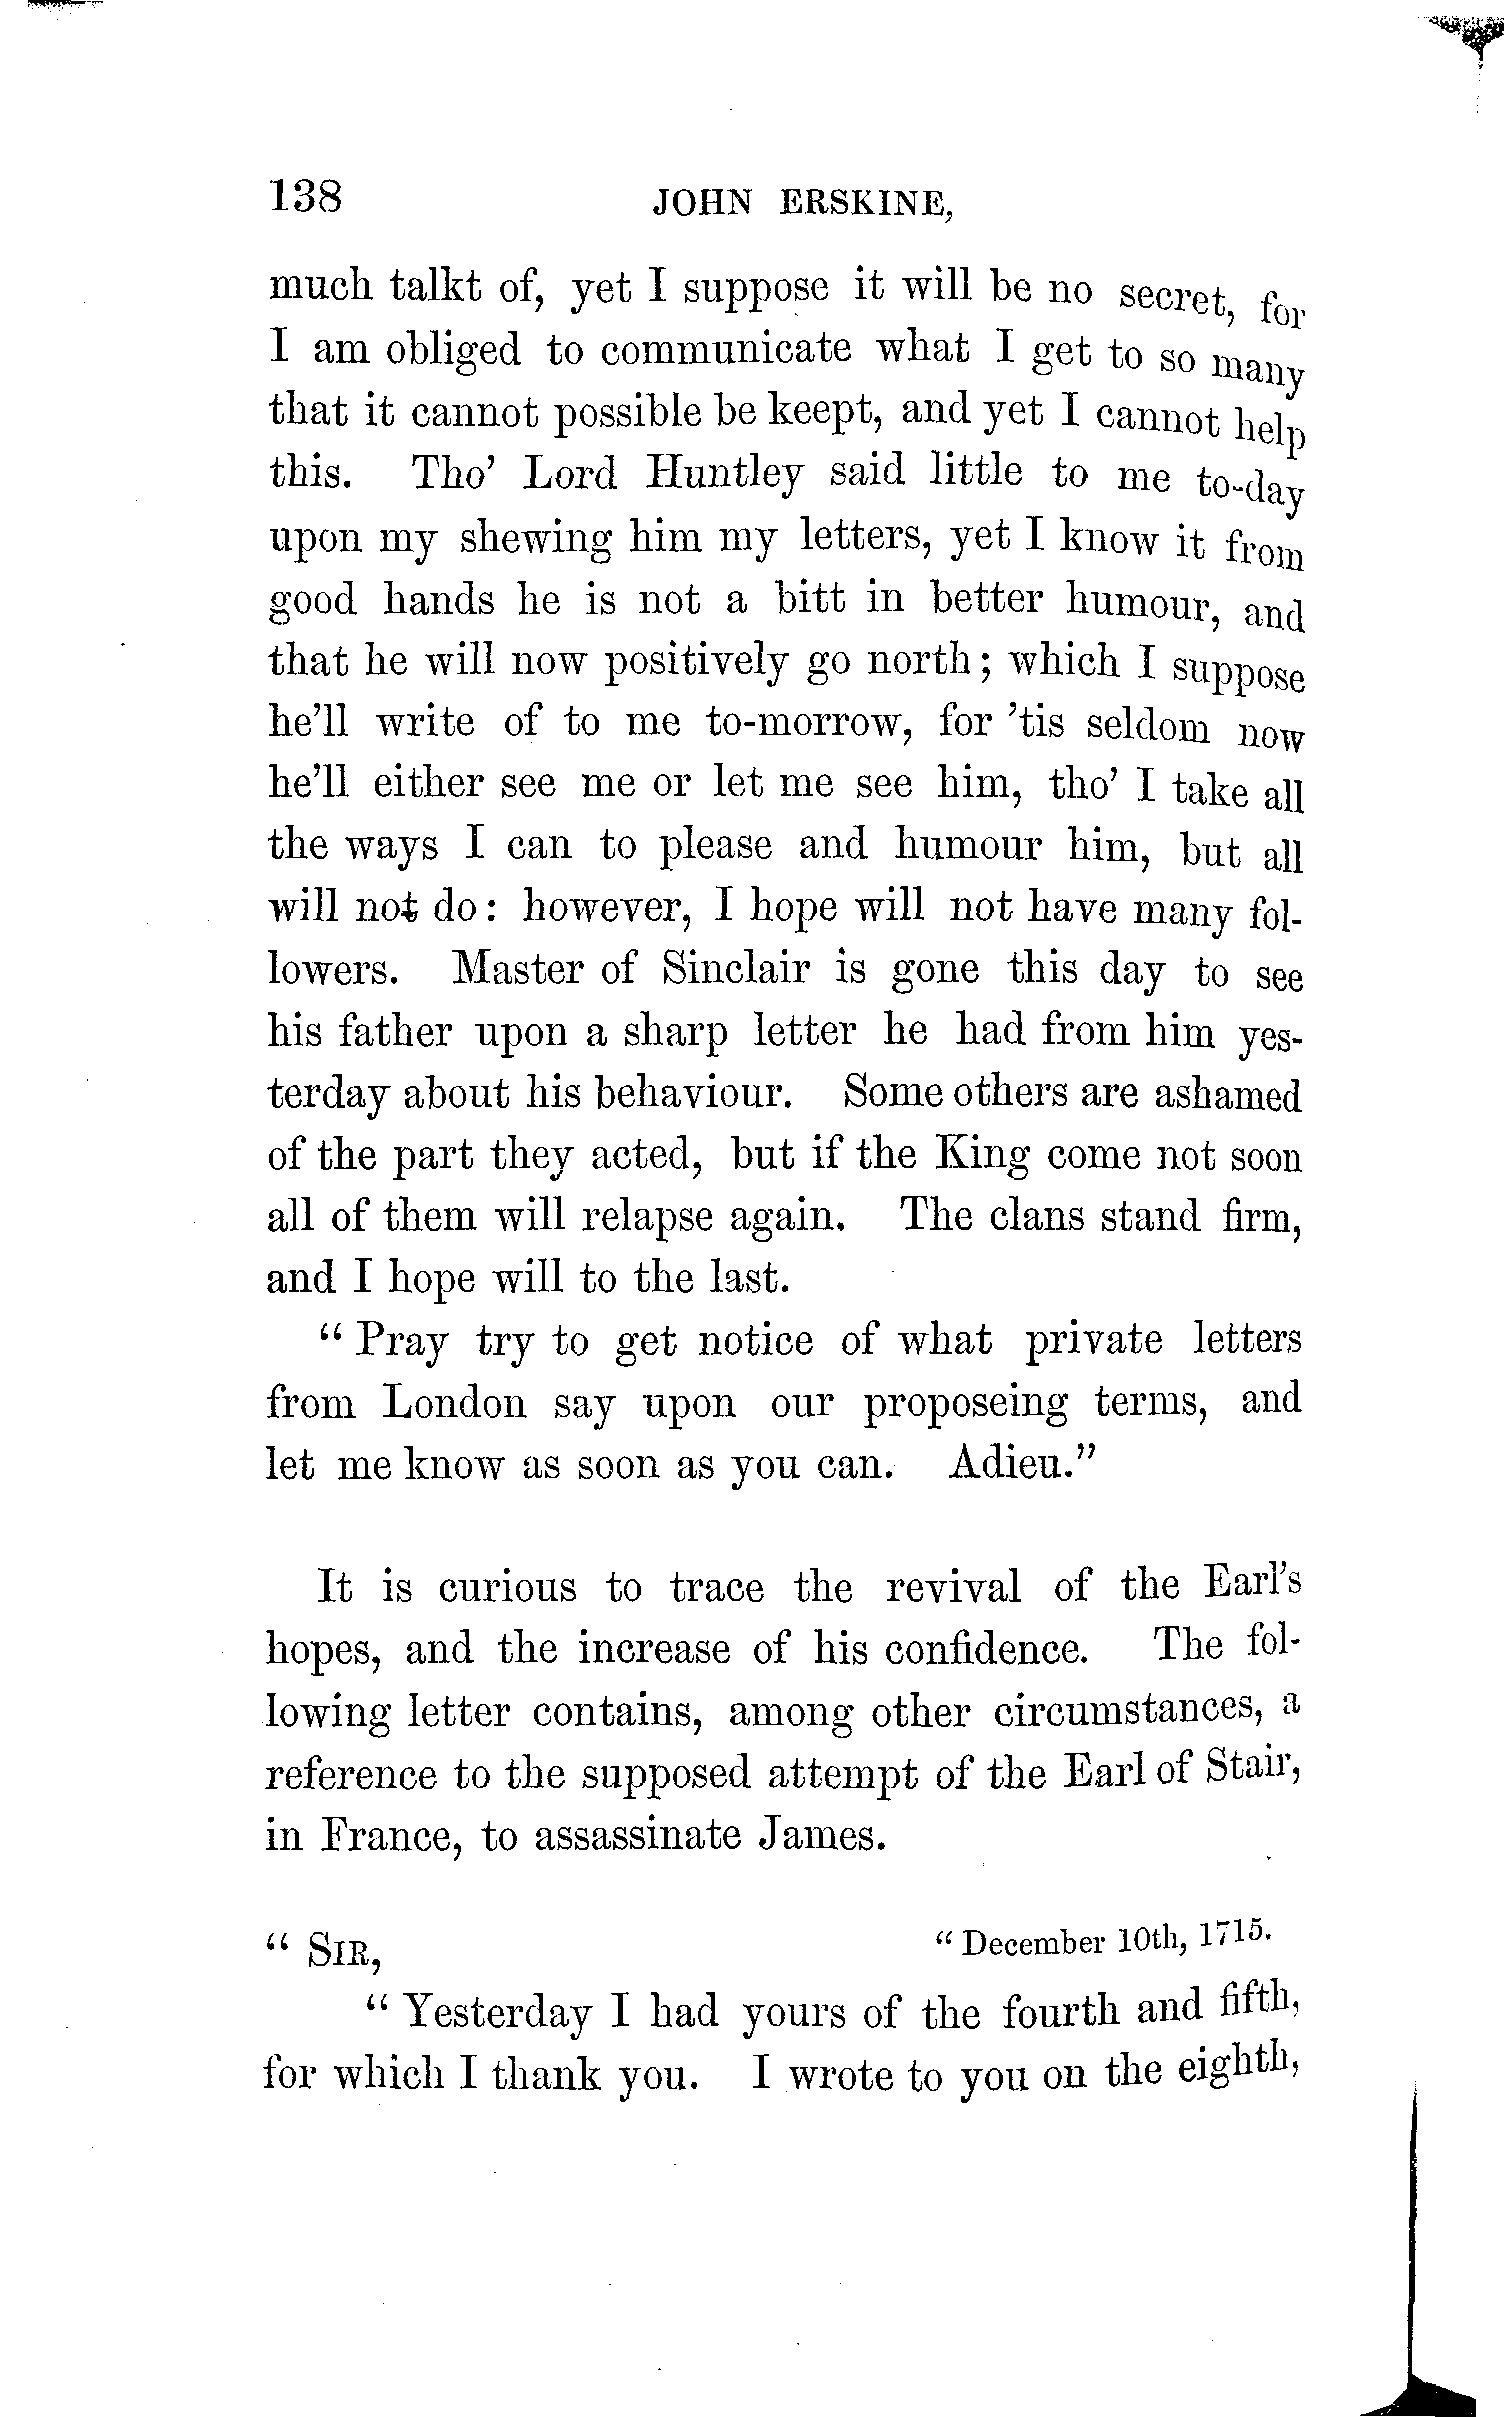 138 JOHN ERSKINE,
much talkt of, yet I suppose it will be no secret, for
I am obliged to communicate what I get to so many
that it cannot possible be keept, and yet I cannot help
this. Tho' Lord Huntley said little to me to-day
upon my shewing him my letters, yet I know it from
good hands he is not a bitt in better humour, and
that he will now positively go north; which I suppose
he'll write of to me to-morrow, for 'tis seldom now
he'll either see me or let me see him, tho' I take all
the ways I can to please and humour him, but all
will not do: however, I hope will not have many fol-
lowers. Master of Sinclair is gone this day to see
his father upon a sharp letter he had from him yes-
terday about his behaviour. Some others are ashamed
of the part they acted, but if the King come not soon
all of them will relapse again. The clans stand firm,
and I hope will to the last.
"Pray try to get notice of what private letters
from London say upon our proposeing terms, and
let me know as soon as you can. Adieu."
It is curious to trace the revival of the Earl's
hopes, and the increase of his confidence. The fol-
lowing letter contains, among other circumstances, a
reference to the supposed attempt of the Earl of Stair,
in France, to assassinate James.
"SIR, "December 10th, 1715.
"Yesterday I had yours of the fourth and fifth,
for which I thank you. I wrote to you on the eighth,